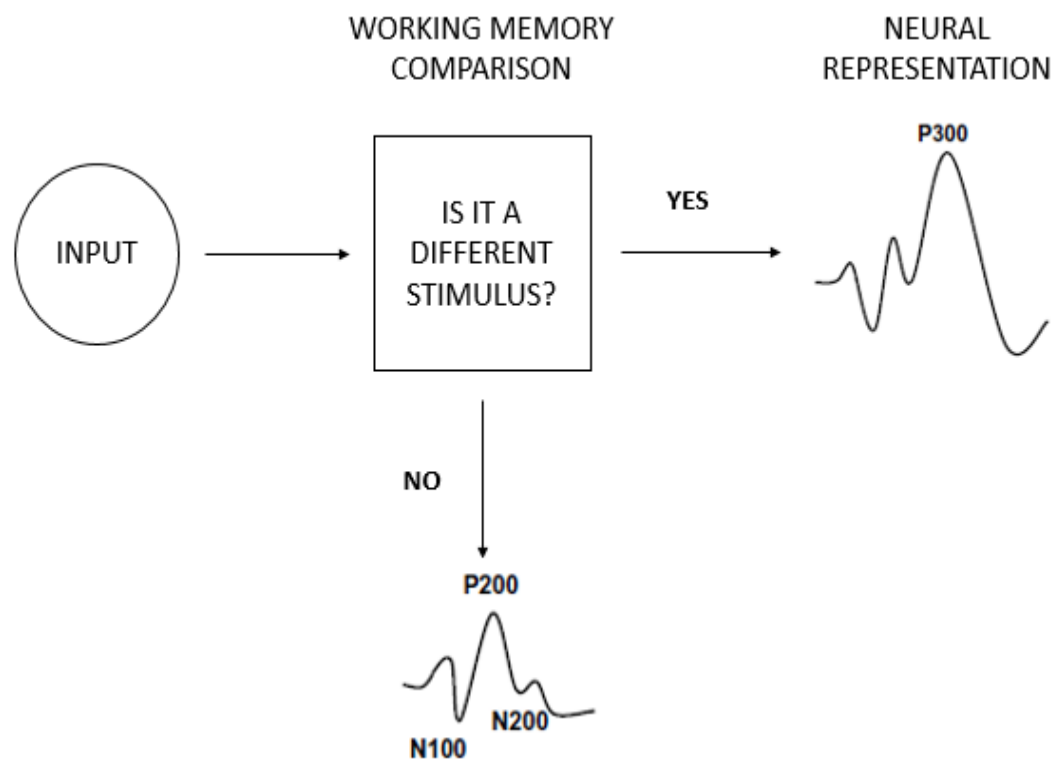 WORKING MEMORY
COMPARISON
NEURAL
REPRESENTATION
P300
INPUT
IS IT A
DIFFERENT
STIMULUS?
YES
NO
P200
N200
N100